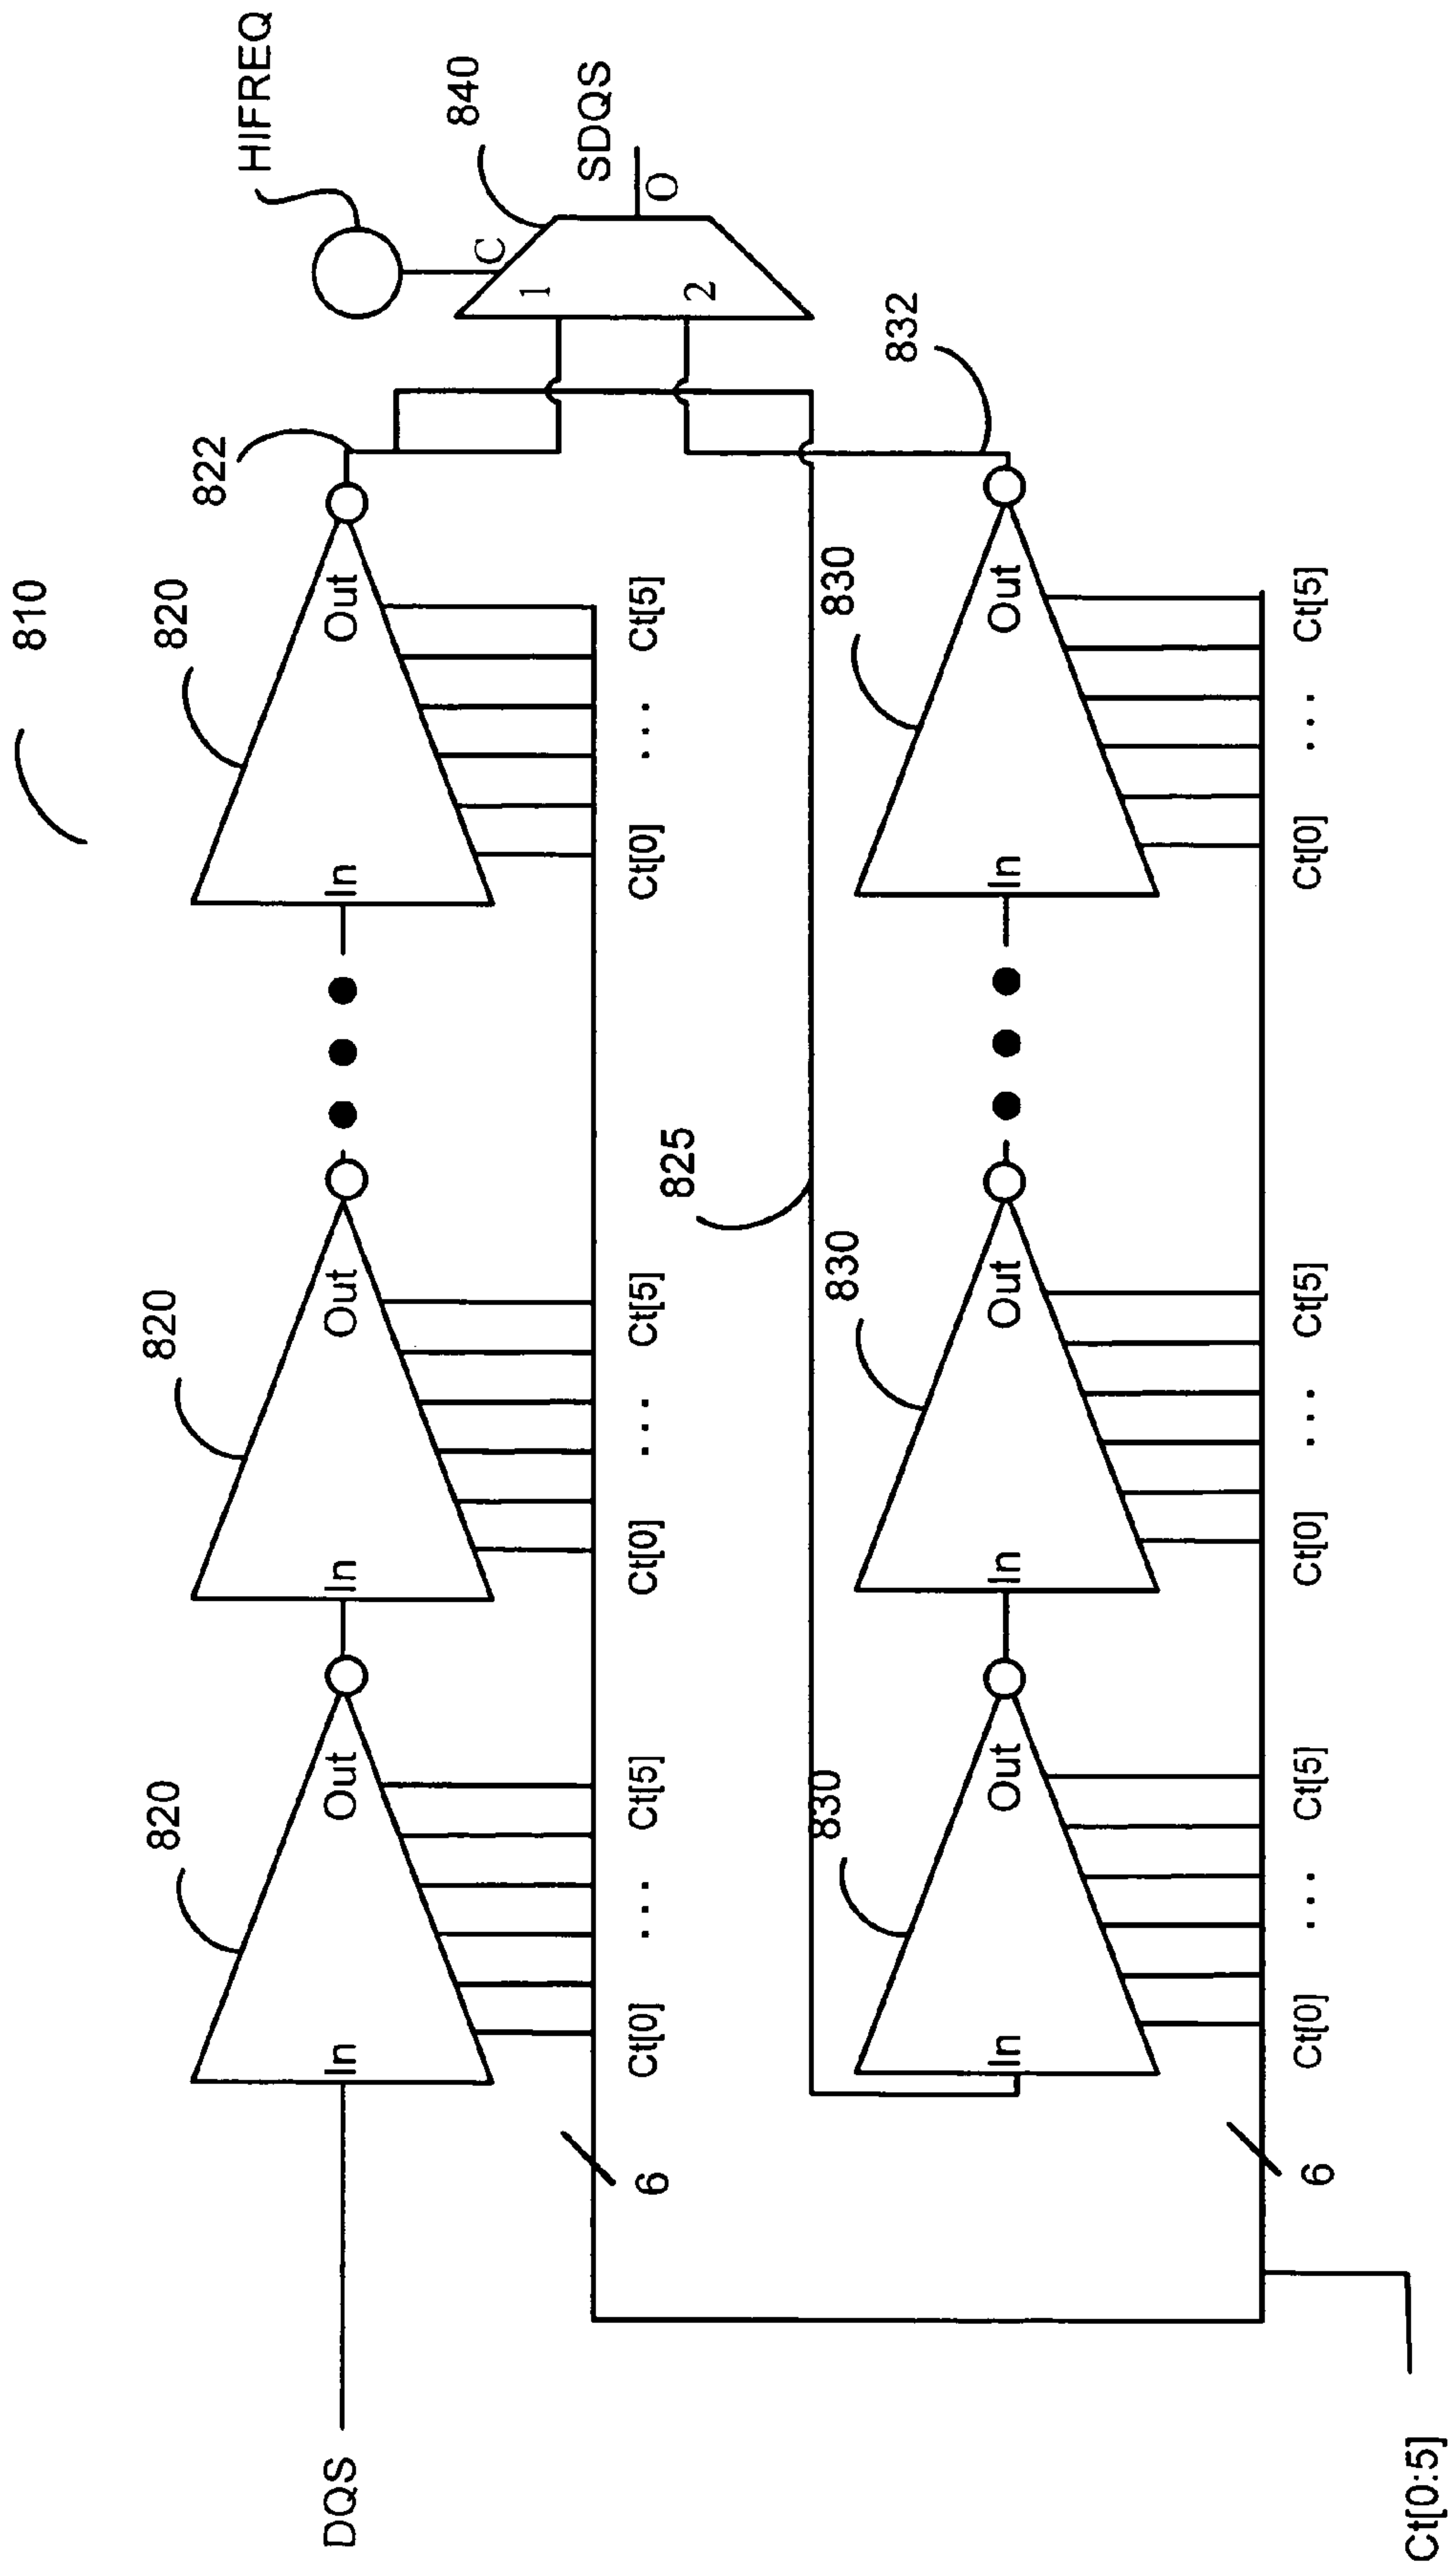 810
820
820
820
822
HIFREQ
840
DQS
In
Out
In
Out
In
Out
C
1
2
O
SDQS
6
Ct[0]
. . .
Ct[5]
Ct[0]
. . .
Ct[5]
Ct[0]
. . .
Ct[5]
825
830
830
830
832
In
Out
In
Out
In
Out
6
Ct[0]
. . .
Ct[5]
Ct[0]
. . .
Ct[5]
Ct[0]
. . .
Ct[5]
Ct[0:5]